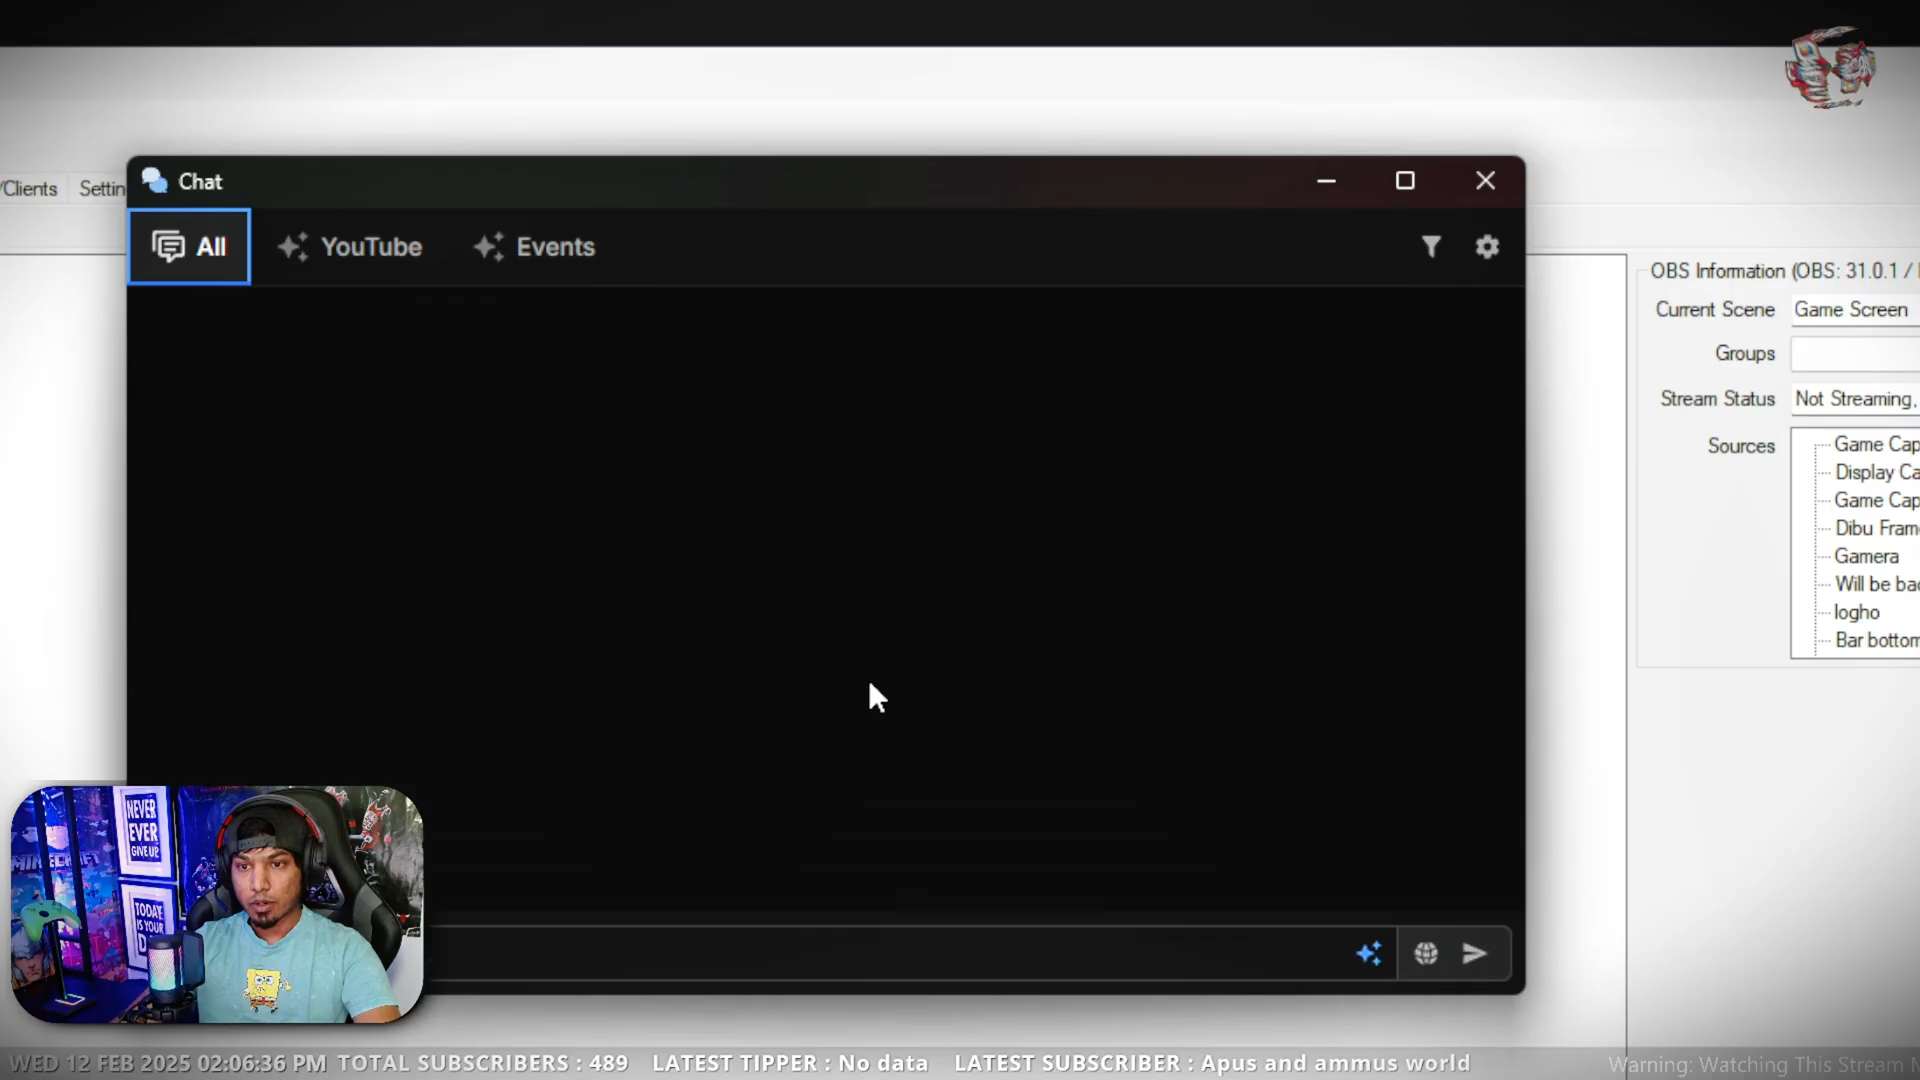 Chat
/Clients
Settin
All
YouTube
Events
OBS Information (OBS: 31.0.1 /
Current Scene
Game Screen
Groups
Stream Status
Not Streaming,
Sources
Game Cap
Display Ca
Game Cap
Dibu Fram
Gamera
Will be bac
logho
Bar bottom
NEVER
EVER
GIVE UP
MINECRAFT
TODAY
IS YOUR
WED 12 FEB 2025 02:06:36 PM TOTAL SUBSCRIBERS : 489 LATEST TIPPER : No data LATEST SUBSCRIBER : Apus and ammus world
Warning: Watching This Stream